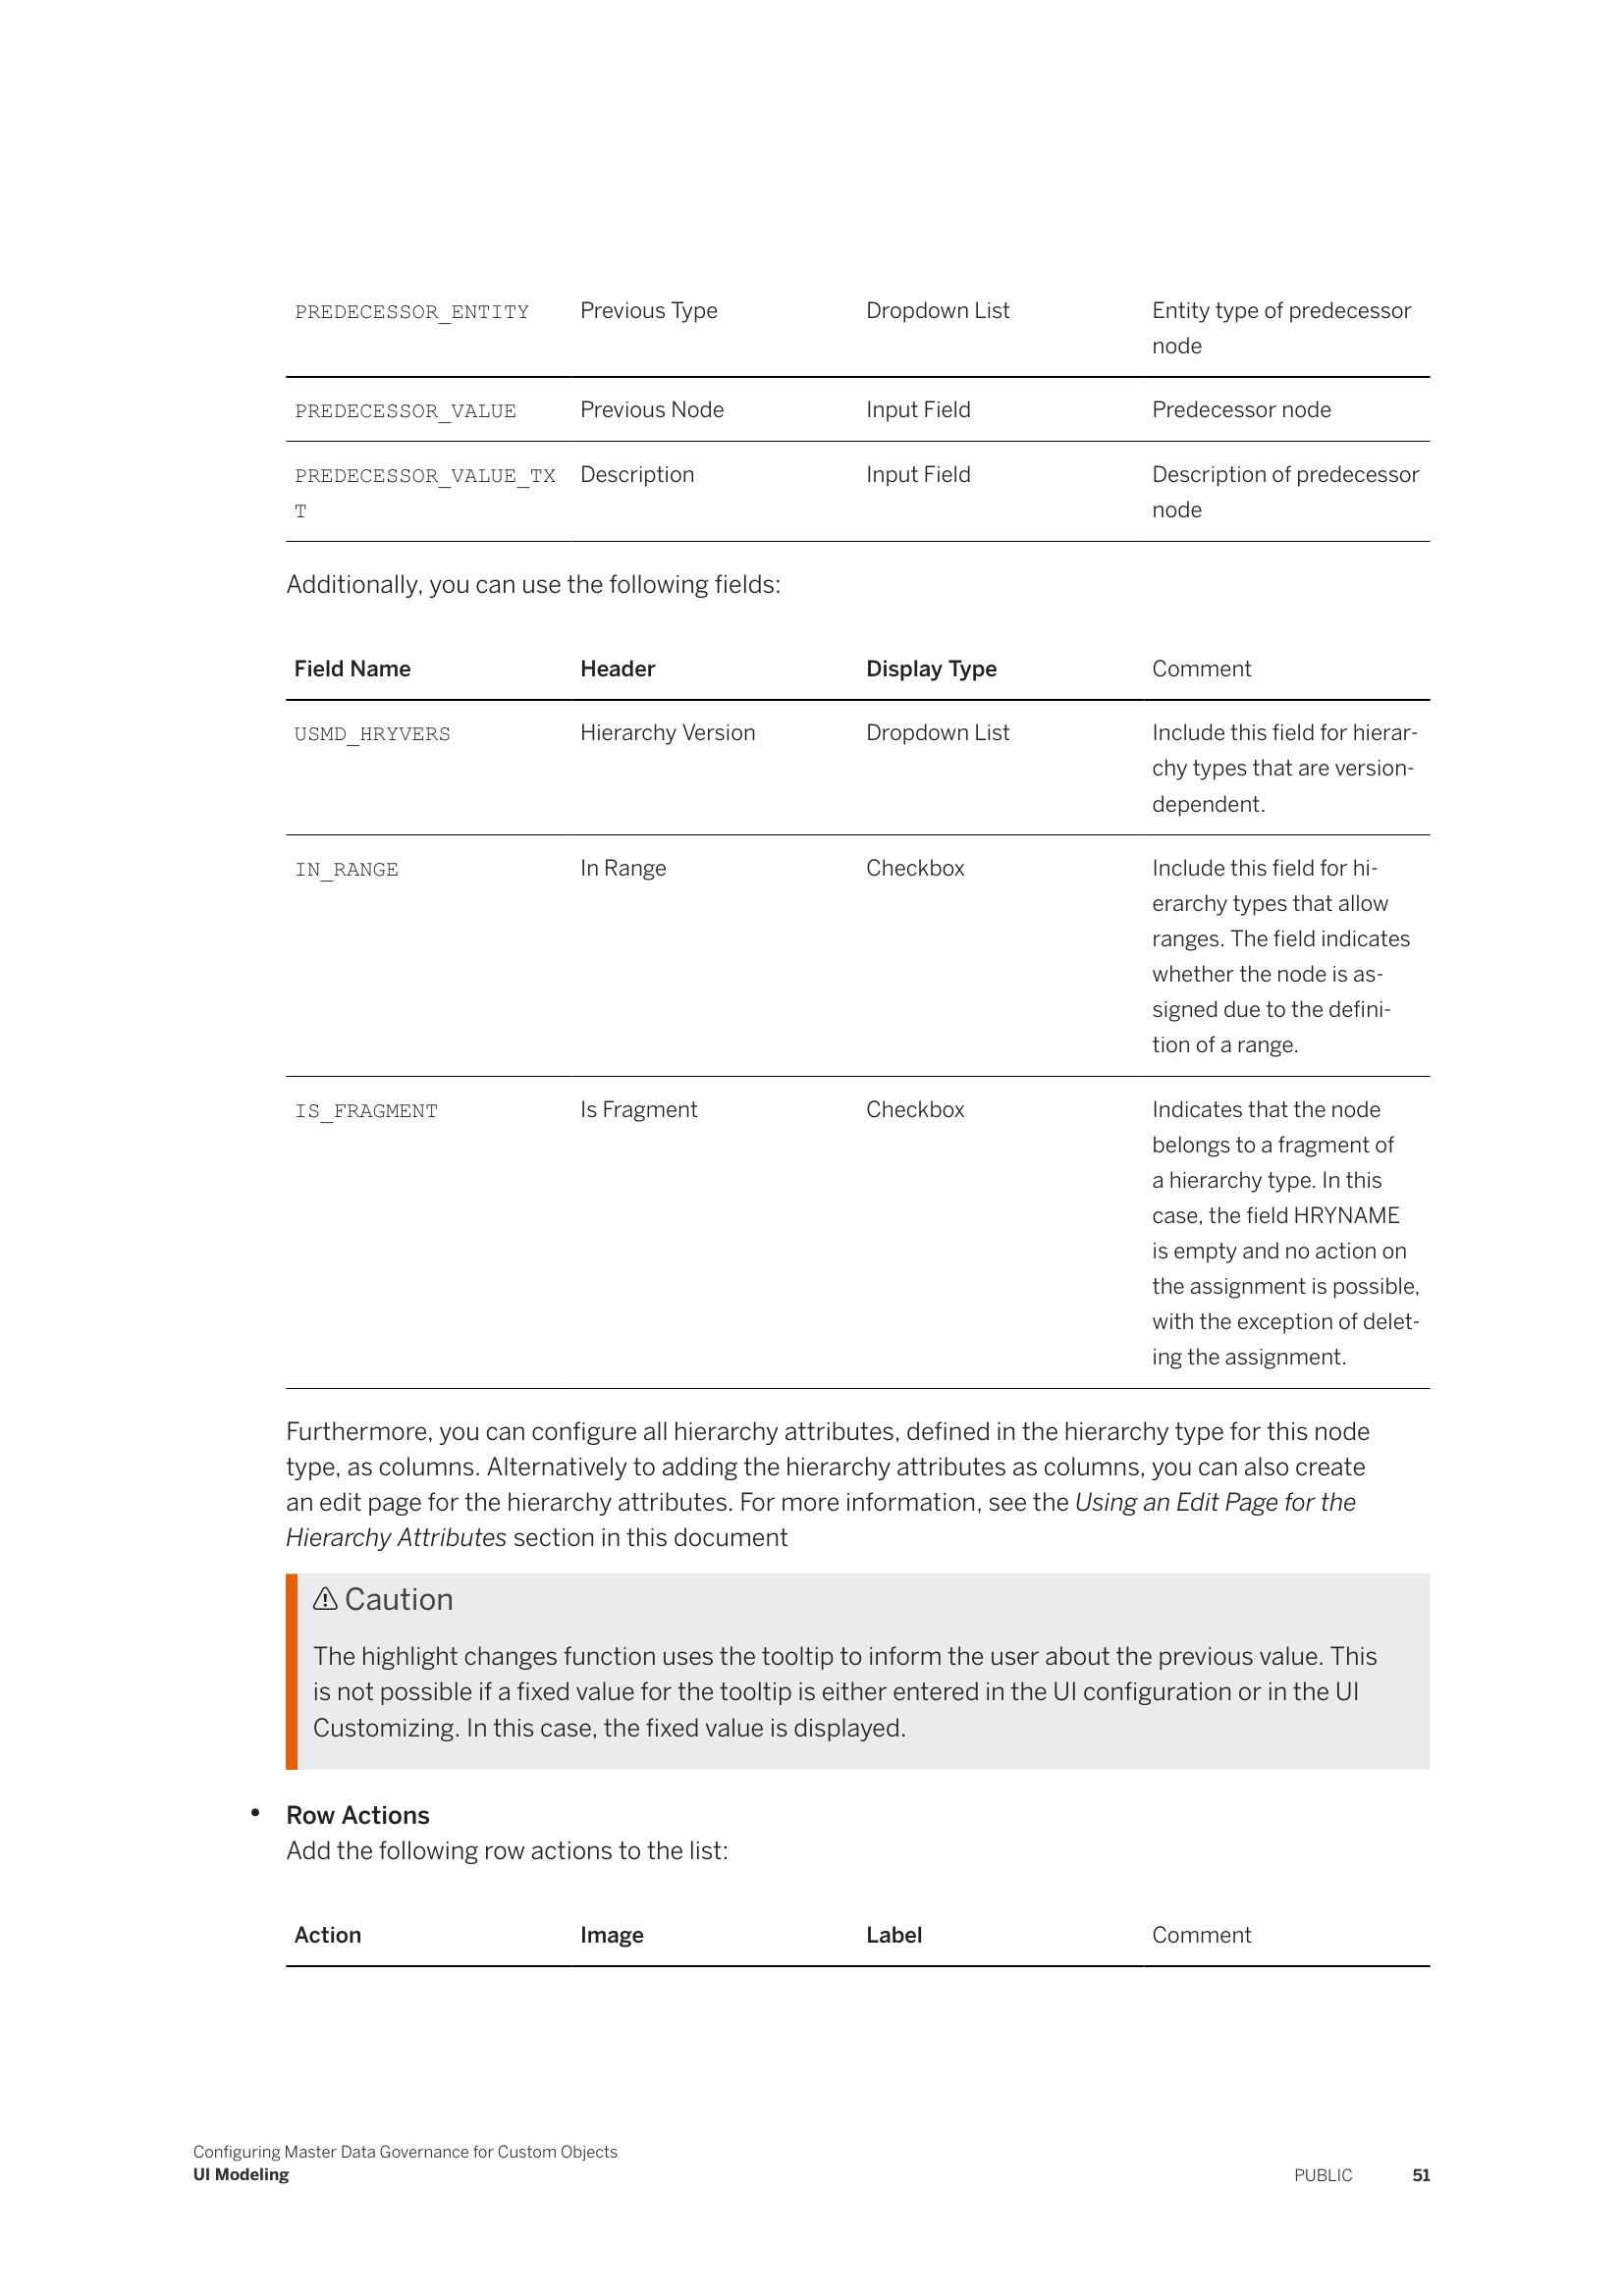 PREDECESSOR_ENTITY Previous Type Dropdown List Entity type of predecessor
node
PREDECESSOR_VALUE Previous Node Input Field Predecessor node
PREDECESSOR_VALUE_TX Description Input Field Description of predecessor
T node
Additionally, you can use the following fields:
Field Name Header Display Type Comment
USMD_HRYVERS Hierarchy Version Dropdown List Include this field for hierar-
chy types that are version-
dependent.
IN_RANGE In Range Checkbox Include this field for hi-
erarchy types that allow
ranges. The field indicates
whether the node is as-
signed due to the defini-
tion of a range.
IS_FRAGMENT Is Fragment Checkbox Indicates that the node
belongs to a fragment of
a hierarchy type. In this
case, the field HRYNAME
is empty and no action on
the assignment is possible,
with the exception of delet-
ing the assignment.
Furthermore, you can configure all hierarchy attributes, defined in the hierarchy type for this node
type, as columns. Alternatively to adding the hierarchy attributes as columns, you can also create
an edit page for the hierarchy attributes. For more information, see the Using an Edit Page for the
Hierarchy Attributes section in this document
⚠ Caution
The highlight changes function uses the tooltip to inform the user about the previous value. This
is not possible if a fixed value for the tooltip is either entered in the UI configuration or in the UI
Customizing. In this case, the fixed value is displayed.
• Row Actions
Add the following row actions to the list:
Action Image Label Comment
Configuring Master Data Governance for Custom Objects
UI Modeling PUBLIC 51